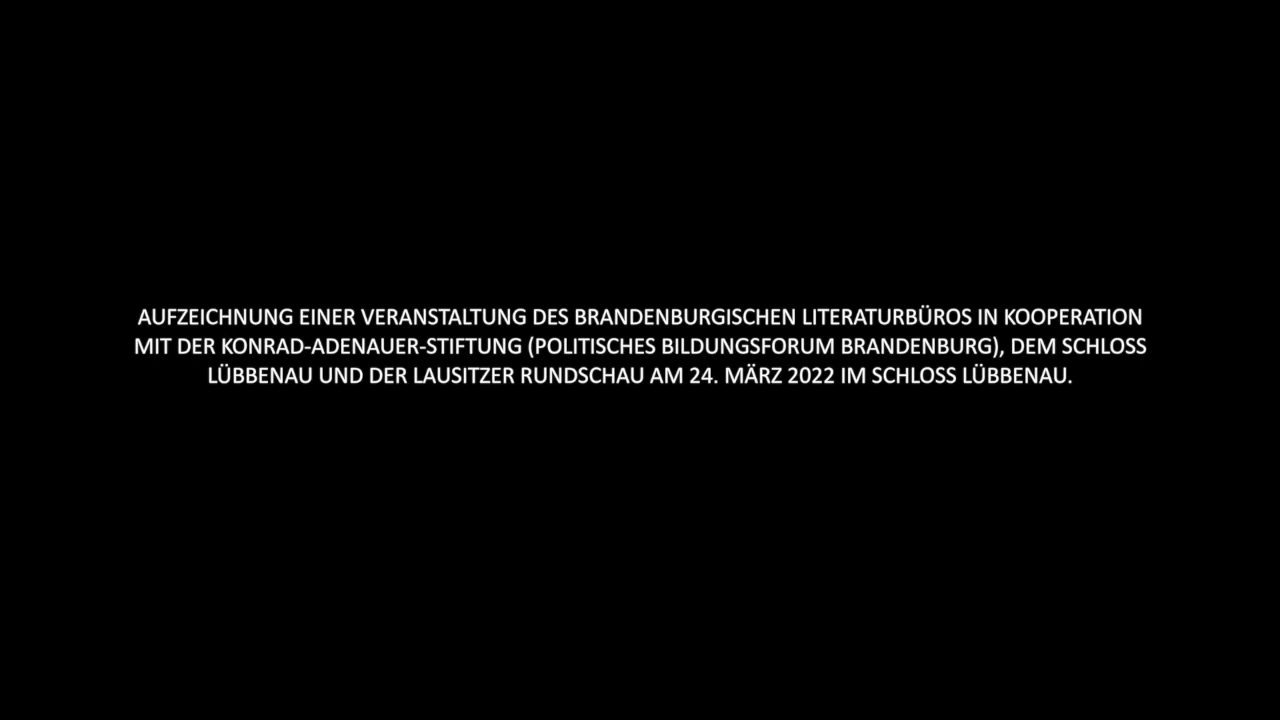 AUFZEICHNUNG EINER VERANSTALTUNG DES BRANDENBURGISCHEN LITERATURBÜROS IN KOOPERATION
MIT DER KONRAD-ADENAUER-STIFTUNG (POLITISCHES BILDUNGSFORUM BRANDENBURG), DEM SCHLOSS
LÜBBENAU UND DER LAUSITZER RUNDSCHAU AM 24. MÄRZ 2022 IM SCHLOSS LÜBBENAU.